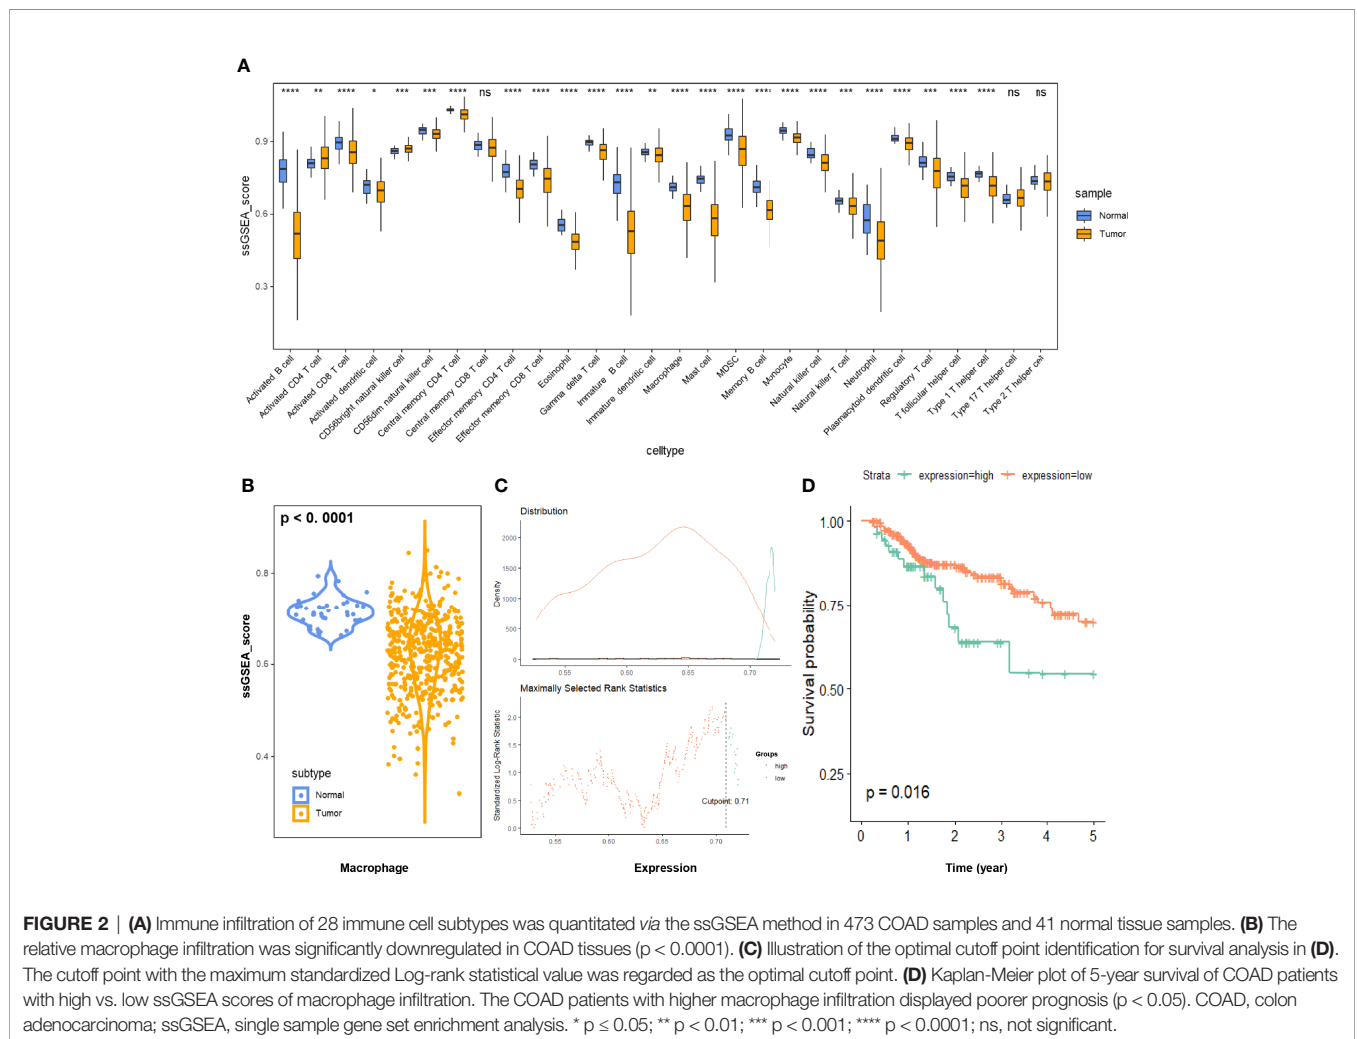 A
**** ** **** * *** *** **** ns **** **** **** **** **** ** **** **** **** **** **** **** *** **** **** *** **** **** ns ns
0.9
0.6
0.3
ssGSEA_score
sample
Normal
Tumor
Activated B cell
Activated CD4 T cell
Activated CD8 T cell
Activated dendritic cell
CD56bright natural killer cell
CD56dim natural killer cell
Central memory CD4 T cell
Central memory CD8 T cell
Effector memeory CD4 T cell
Effector memeory CD8 T cell
Eosinophil
Gamma delta T cell
Immature B cell
Immature dendritic cell
Macrophage
Mast cell
MDSC
Memory B cell
Monocyte
Natural killer cell
Natural killer T cell
Neutrophil
Plasmacytoid dendritic cell
Regulatory T cell
T follicular helper cell
Type 1 T helper cell
Type 17 T helper cell
Type 2 T helper cell
celltype
B
p < 0. 0001
0.8
0.6
0.4
ssGSEA_score
subtype
Normal
Tumor
Macrophage
C
Distribution
2000
1500
1000
500
0
Density
0.55 0.60 0.65 0.70
Maximally Selected Rank Statistics
2.0
1.5
1.0
0.5
0.0
Standardized Log-Rank Statistic
Cutpoint: 0.71
Groups
high
low
0.55 0.60 0.65 0.70
Expression
D
Strata expression=high expression=low
1.00
0.75
0.50
0.25
Survival probability
p = 0.016
0 1 2 3 4 5
Time (year)
FIGURE 2 | (A) Immune infiltration of 28 immune cell subtypes was quantitated via the ssGSEA method in 473 COAD samples and 41 normal tissue samples. (B) The
relative macrophage infiltration was significantly downregulated in COAD tissues (p < 0.0001). (C) Illustration of the optimal cutoff point identification for survival analysis in (D).
The cutoff point with the maximum standardized Log-rank statistical value was regarded as the optimal cutoff point. (D) Kaplan-Meier plot of 5-year survival of COAD patients
with high vs. low ssGSEA scores of macrophage infiltration. The COAD patients with higher macrophage infiltration displayed poorer prognosis (p < 0.05). COAD, colon
adenocarcinoma; ssGSEA, single sample gene set enrichment analysis. * p ≤ 0.05; ** p < 0.01; *** p < 0.001; **** p < 0.0001; ns, not significant.